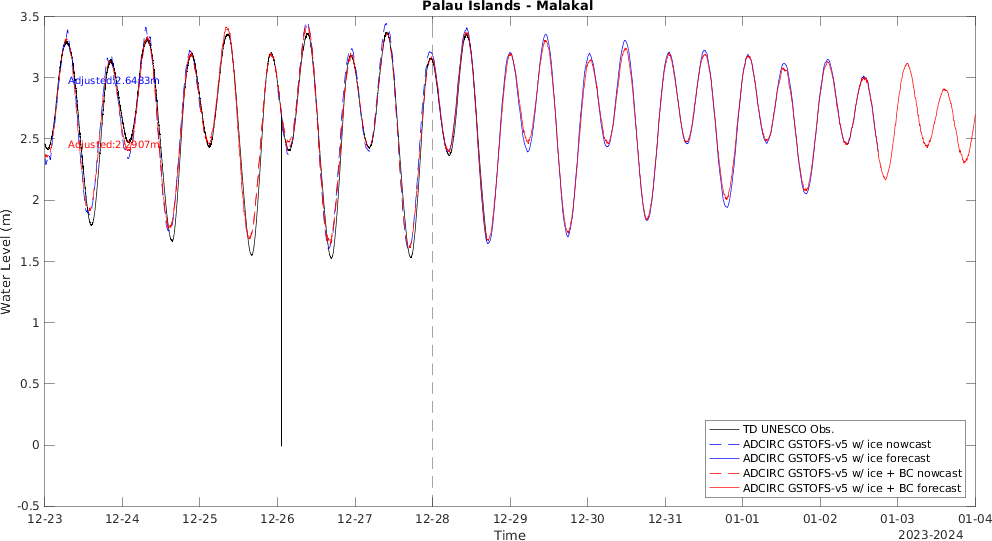 Palau Islands - Malakal
3.5
3
2.5
2
1.5
1
0.5
0
-0.5
Water Level (m)
12-23
12-24
12-25
12-26
12-27
12-28
12-29
12-30
12-31
01-01
01-02
01-03
01-04
Time
2023-2024
TD UNESCO Obs.
ADCIRC GSTOFS-v5 w/ ice nowcast
ADCIRC GSTOFS-v5 w/ ice forecast
ADCIRC GSTOFS-v5 w/ ice + BC nowcast
ADCIRC GSTOFS-v5 w/ ice + BC forecast